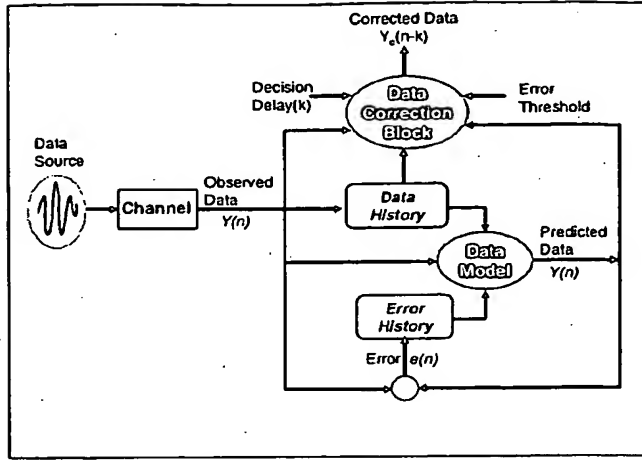 Corrected Data
Yc(n-k)
Decision
Delay(k)
Data
Correction
Block
Error
Threshold
Data
Source
Channel
Observed
Data
Y(n)
Data
History
Data
Model
Predicted
Data
Y(n)
Error
History
Error e(n)